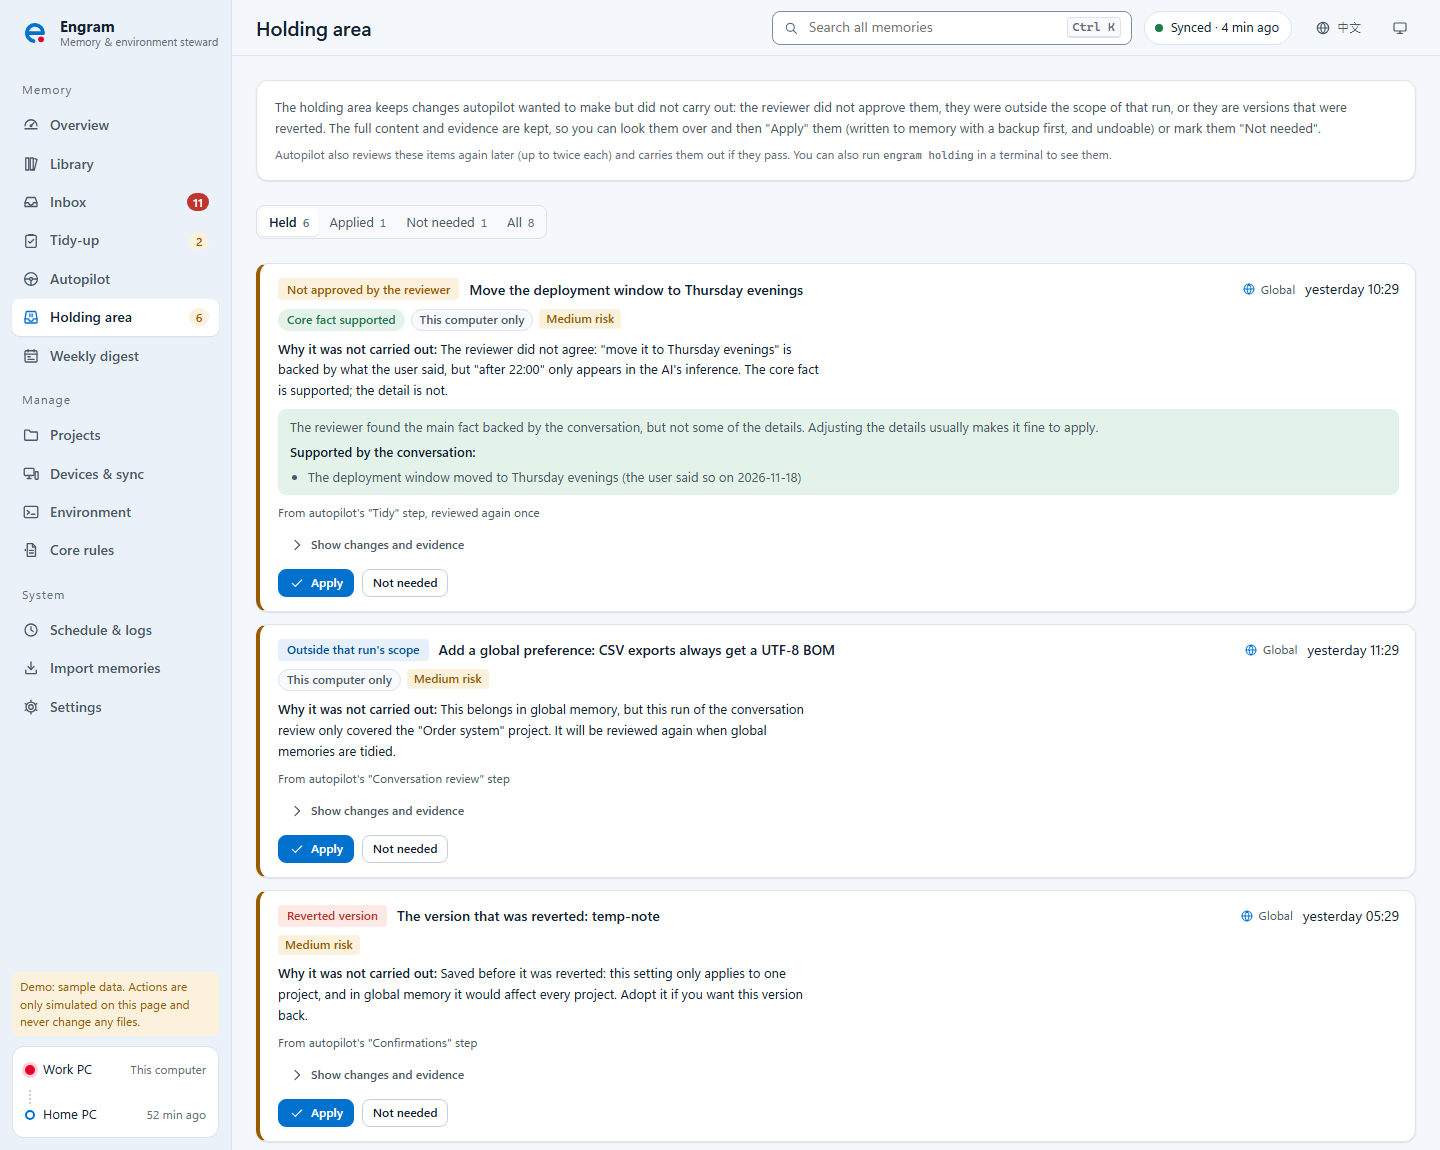 Engram
Memory & environment steward
Memory
Overview
Library
Inbox 11
Tidy-up 2
Autopilot
Holding area 6
Weekly digest
Manage
Projects
Devices & sync
Environment
Core rules
System
Schedule & logs
Import memories
Settings
Demo: sample data. Actions are
only simulated on this page and
never change any files.
Work PC This computer
Home PC 52 min ago
Holding area
Search all memories Ctrl K
Synced · 4 min ago
中文
The holding area keeps changes autopilot wanted to make but did not carry out: the reviewer did not approve them, they were outside the scope of that run, or they are versions that were
reverted. The full content and evidence are kept, so you can look them over and then "Apply" them (written to memory with a backup first, and undoable) or mark them "Not needed".
Autopilot also reviews these items again later (up to twice each) and carries them out if they pass. You can also run engram holding in a terminal to see them.
Held 6 Applied 1 Not needed 1 All 8
Not approved by the reviewer Move the deployment window to Thursday evenings Global yesterday 10:29
Core fact supported This computer only Medium risk
Why it was not carried out: The reviewer did not agree: "move it to Thursday evenings" is
backed by what the user said, but "after 22:00" only appears in the AI's inference. The core fact
is supported; the detail is not.
The reviewer found the main fact backed by the conversation, but not some of the details. Adjusting the details usually makes it fine to apply.
Supported by the conversation:
• The deployment window moved to Thursday evenings (the user said so on 2026-11-18)
From autopilot's "Tidy" step, reviewed again once
Show changes and evidence
Apply Not needed
Outside that run's scope Add a global preference: CSV exports always get a UTF-8 BOM Global yesterday 11:29
This computer only Medium risk
Why it was not carried out: This belongs in global memory, but this run of the conversation
review only covered the "Order system" project. It will be reviewed again when global
memories are tidied.
From autopilot's "Conversation review" step
Show changes and evidence
Apply Not needed
Reverted version The version that was reverted: temp-note Global yesterday 05:29
Medium risk
Why it was not carried out: Saved before it was reverted: this setting only applies to one
project, and in global memory it would affect every project. Adopt it if you want this version
back.
From autopilot's "Confirmations" step
Show changes and evidence
Apply Not needed